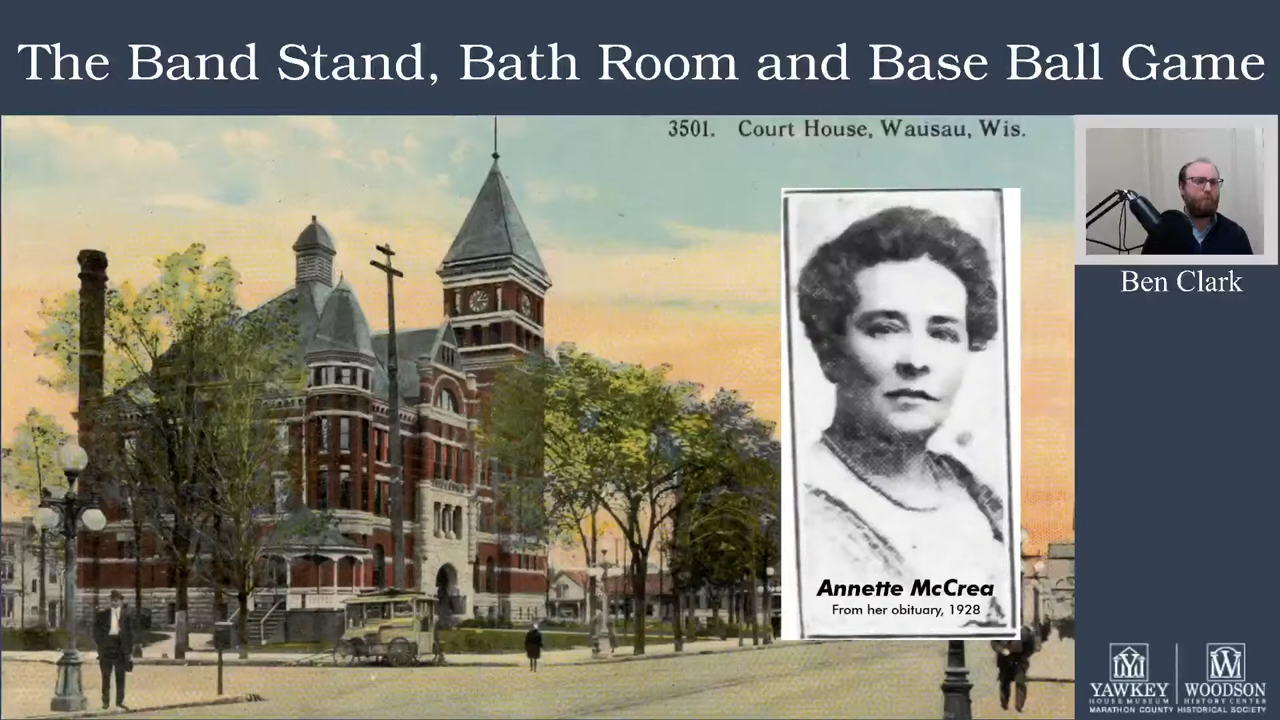 The Band Stand, Bath Room and Base Ball Game
3501. Court House, Wausau, Wis.
Ben Clark
Annette McCrea
From her obituary, 1928
JR
YAWKEY
HOUSE MUSEUM
WOODSON
HISTORY CENTER
MARATHON COUNTY HISTORICAL SOCIETY